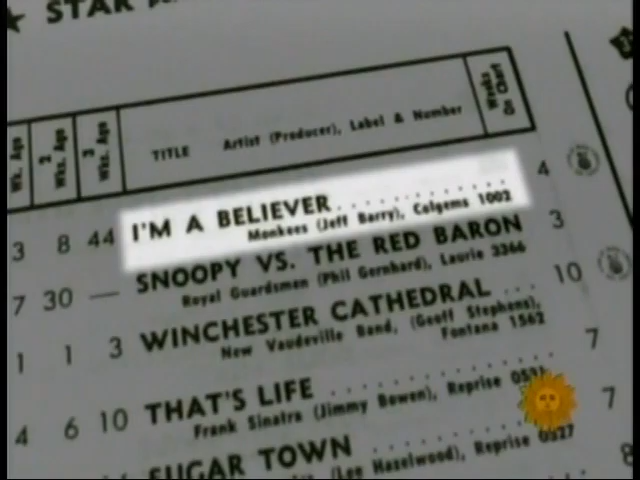 STAR
Wk. Ago 2 Wks. Ago 3 Wks. Ago TITLE Artist (Producer), Label & Number Weeks On Chart
3 8 44 I'M A BELIEVER . . . . . . . . . . . . . 4
Monkees (Jeff Barry), Colgems 1002
7 30 — SNOOPY VS. THE RED BARON 3
Royal Guardsmen (Phil Gernhard), Laurie 3366
1 1 3 WINCHESTER CATHEDRAL . . . 10
New Vaudeville Band, (Geoff Stephens),
Fontana 1562
4 6 10 THAT'S LIFE . . . . . . . . . . . . . . 7
Frank Sinatra (Jimmy Bowen), Reprise
SUGAR TOWN . . . . . . . . . . . 7
(Lee Hazelwood), Reprise 0527
8